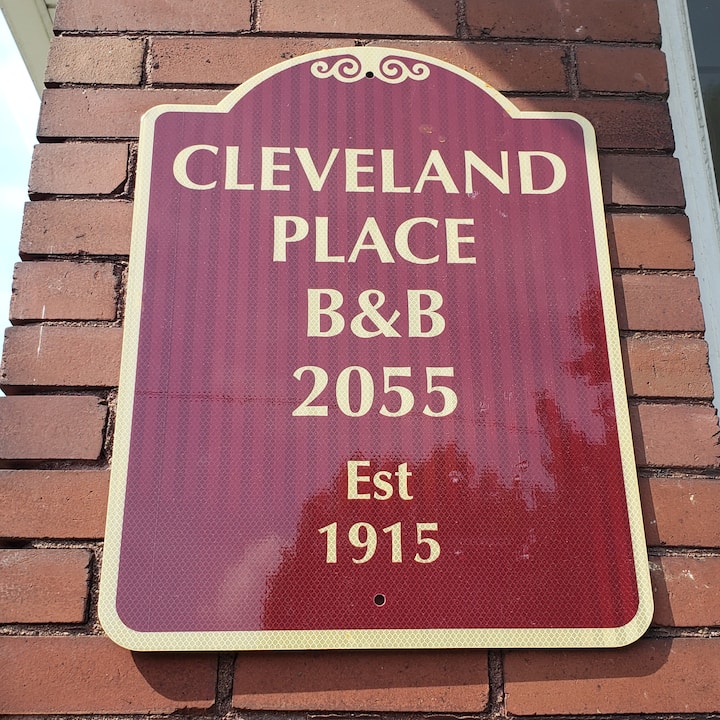 CLEVELAND
PLACE
B&B
2055
Est
1915